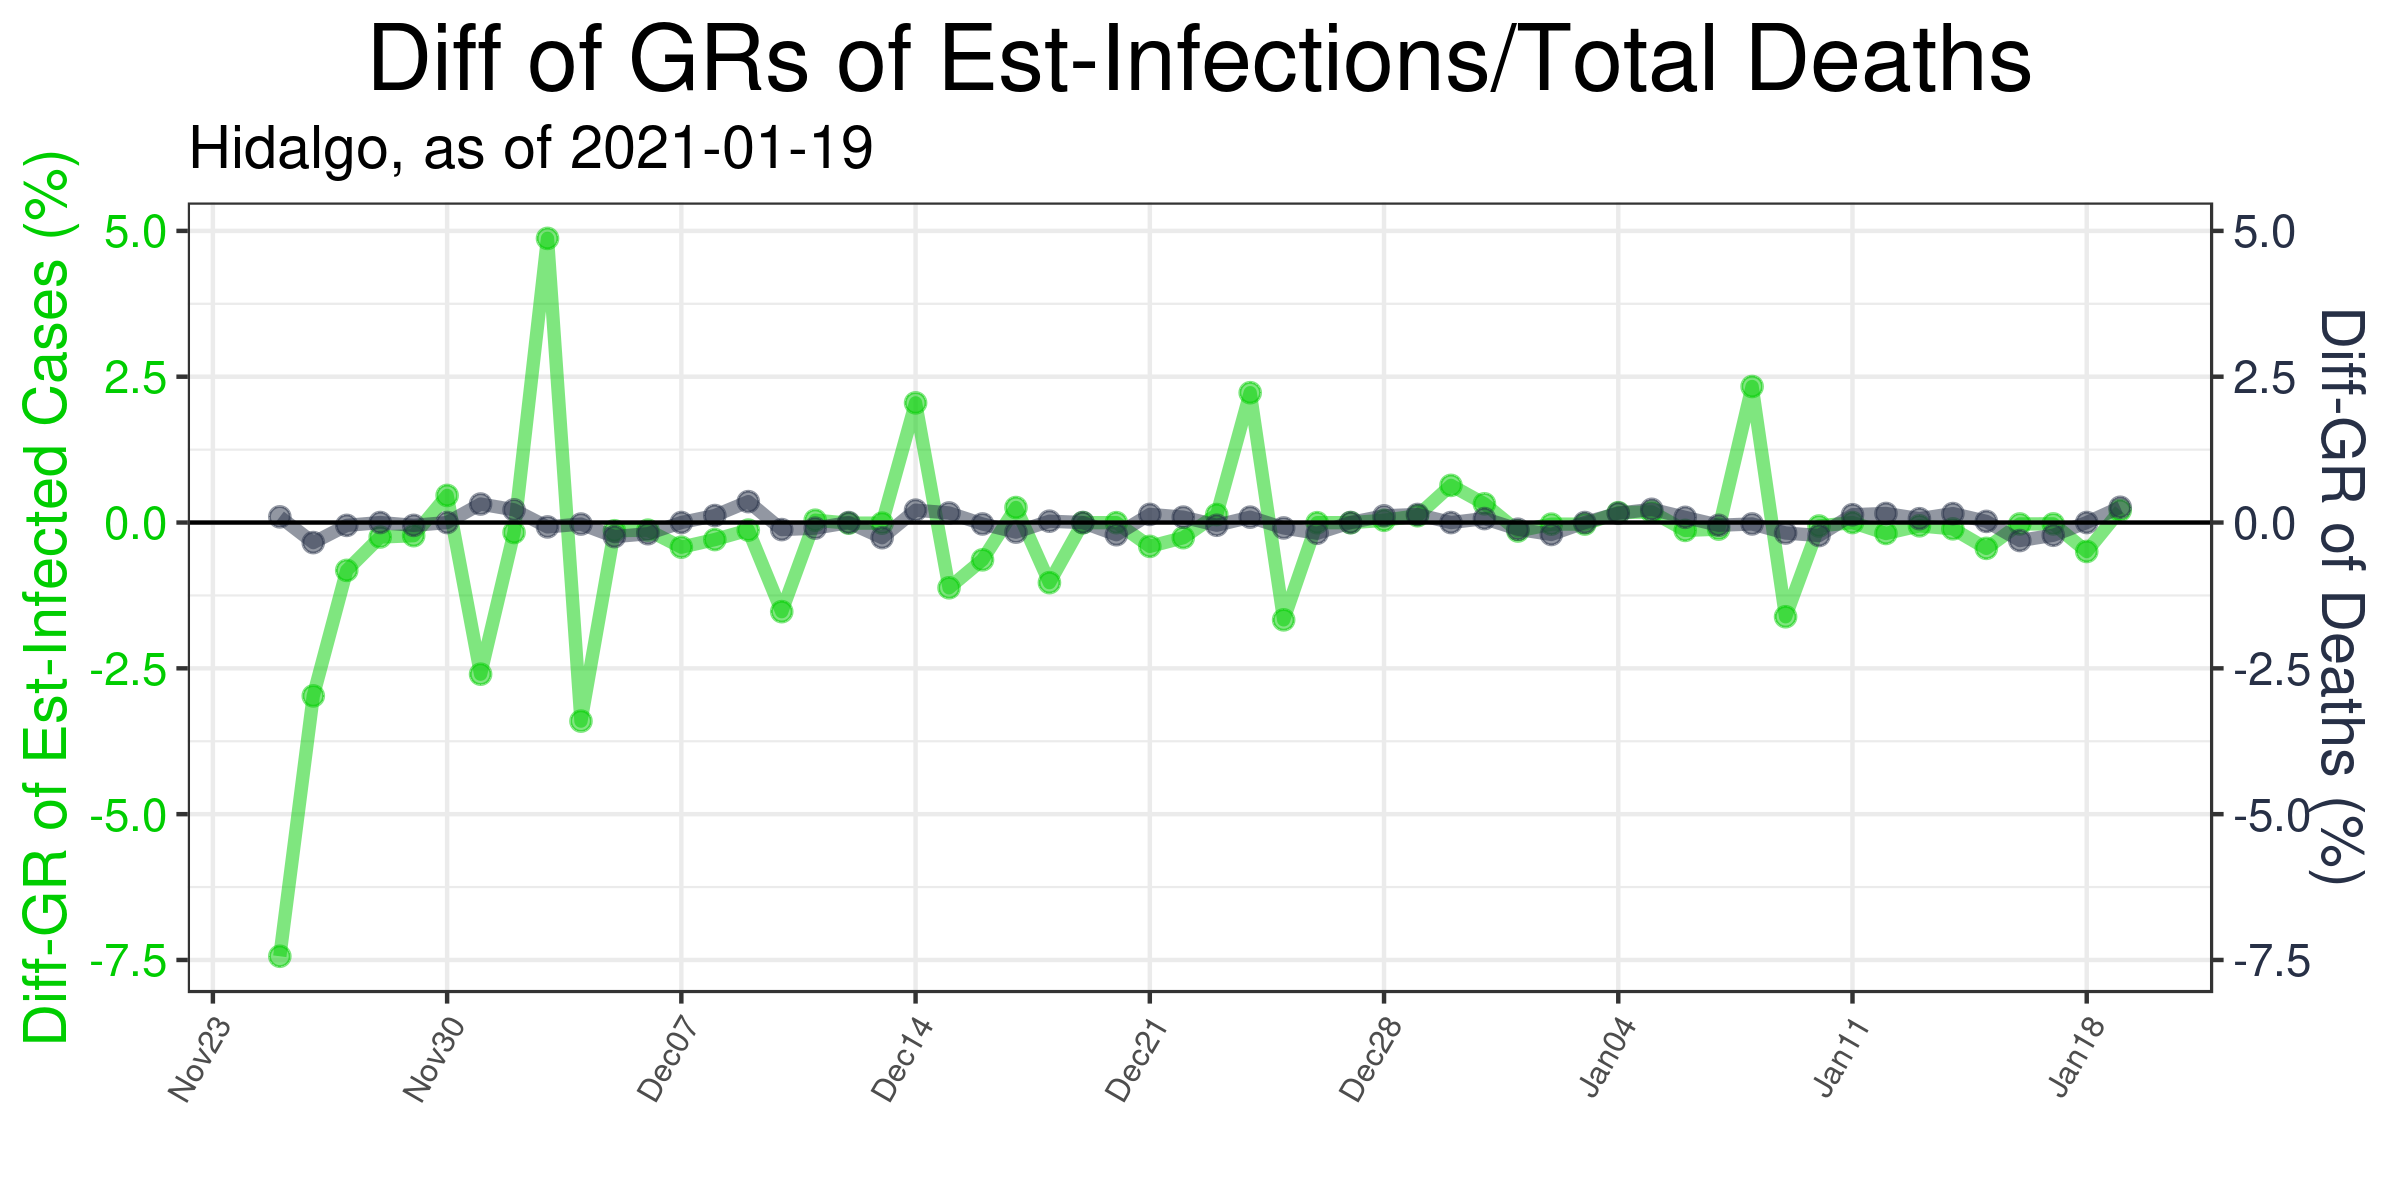 Diff of GRs of Est-Infections/Total Deaths
Hidalgo, as of 2021-01-19
Diff-GR of Est-Infected Cases (%)
5.0
2.5
0.0
-2.5
-5.0
-7.5
5.0
2.5
0.0
-2.5
-5.0
-7.5
Diff-GR of Deaths (%)
Nov23
Nov30
Dec07
Dec14
Dec21
Dec28
Jan04
Jan11
Jan18